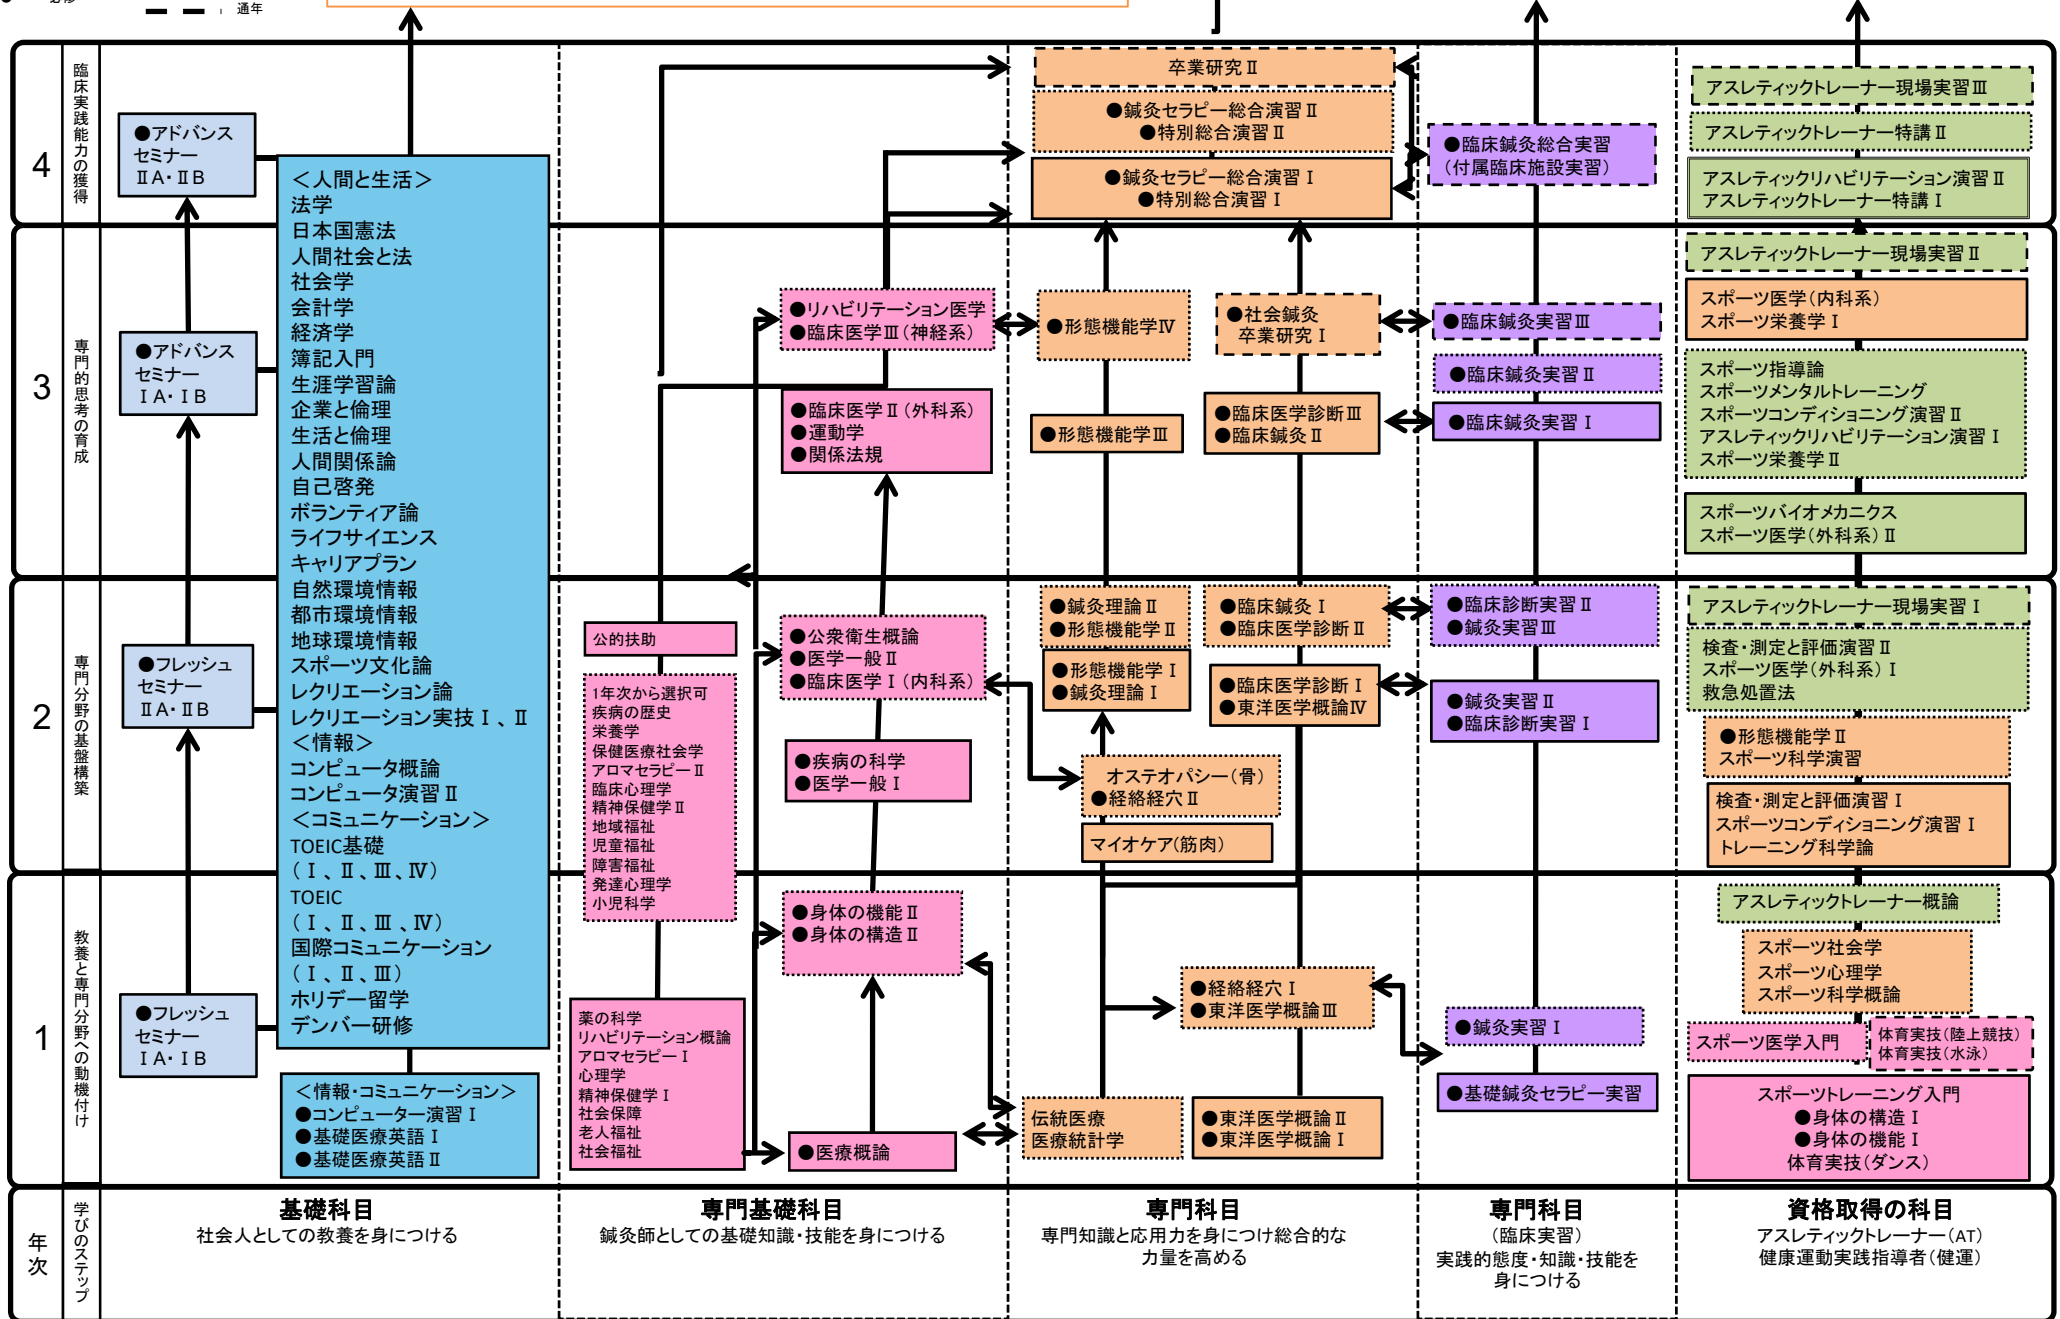 必修
通年
4
臨床実践能力の獲得
●アドバンス
セミナー
ⅡA・ⅡB
3
専門的思考の育成
●アドバンス
セミナー
ⅠA・ⅠB
2
専門分野の基盤構築
●フレッシュ
セミナー
ⅡA・ⅡB
1
教養と専門分野への動機付け
●フレッシュ
セミナー
ⅠA・ⅠB
＜人間と生活＞
法学
日本国憲法
人間社会と法
社会学
会計学
経済学
簿記入門
生涯学習論
企業と倫理
生活と倫理
人間関係論
自己啓発
ボランティア論
ライフサイエンス
キャリアプラン
自然環境情報
都市環境情報
地球環境情報
スポーツ文化論
レクリエーション論
レクリエーション実技Ⅰ、Ⅱ
＜情報＞
コンピュータ概論
コンピュータ演習Ⅱ
＜コミュニケーション＞
TOEIC基礎
（Ⅰ、Ⅱ、Ⅲ、Ⅳ）
TOEIC
（Ⅰ、Ⅱ、Ⅲ、Ⅳ）
国際コミュニケーション
（Ⅰ、Ⅱ、Ⅲ）
ホリデー留学
デンバー研修
＜情報・コミュニケーション＞
●コンピューター演習Ⅰ
●基礎医療英語Ⅰ
●基礎医療英語Ⅱ
●リハビリテーション医学
●臨床医学Ⅲ（神経系）
●臨床医学Ⅱ（外科系）
●運動学
●関係法規
公的扶助
●公衆衛生概論
●医学一般Ⅱ
●臨床医学Ⅰ（内科系）
1年次から選択可
疾病の歴史
栄養学
保健医療社会学
アロマセラピーⅡ
臨床心理学
精神保健学Ⅱ
地域福祉
児童福祉
障害福祉
発達心理学
小児科学
●疾病の科学
●医学一般Ⅰ
●身体の機能Ⅱ
●身体の構造Ⅱ
薬の科学
リハビリテーション概論
アロマセラピーⅠ
心理学
精神保健学Ⅰ
社会保障
老人福祉
社会福祉
●医療概論
卒業研究Ⅱ
●鍼灸セラピー総合演習Ⅱ
●特別総合演習Ⅱ
●鍼灸セラピー総合演習Ⅰ
●特別総合演習Ⅰ
●形態機能学Ⅳ
●社会鍼灸
卒業研究Ⅰ
●形態機能学Ⅲ
●臨床医学診断Ⅲ
●臨床鍼灸Ⅱ
●鍼灸理論Ⅱ
●形態機能学Ⅱ
●臨床鍼灸Ⅰ
●臨床医学診断Ⅱ
●形態機能学Ⅰ
●鍼灸理論Ⅰ
●臨床医学診断Ⅰ
●東洋医学概論Ⅳ
オステオパシー（骨）
●経絡経穴Ⅱ
マイオケア(筋肉）
●経絡経穴Ⅰ
●東洋医学概論Ⅲ
伝統医療
医療統計学
●東洋医学概論Ⅱ
●東洋医学概論Ⅰ
●臨床鍼灸総合実習
(付属臨床施設実習）
●臨床鍼灸実習Ⅲ
●臨床鍼灸実習Ⅱ
●臨床鍼灸実習Ⅰ
●臨床診断実習Ⅱ
●鍼灸実習Ⅲ
●鍼灸実習Ⅱ
●臨床診断実習Ⅰ
●鍼灸実習Ⅰ
●基礎鍼灸セラピー実習
アスレティックトレーナー現場実習Ⅲ
アスレティックトレーナー特講Ⅱ
アスレティックリハビリテーション演習Ⅱ
アスレティックトレーナー特講Ⅰ
アスレティックトレーナー現場実習Ⅱ
スポーツ医学（内科系）
スポーツ栄養学Ⅰ
スポーツ指導論
スポーツメンタルトレーニング
スポーツコンディショニング演習Ⅱ
アスレティックリハビリテーション演習Ⅰ
スポーツ栄養学Ⅱ
スポーツバイオメカニクス
スポーツ医学（外科系）Ⅱ
アスレティックトレーナー現場実習Ⅰ
検査・測定と評価演習Ⅱ
スポーツ医学（外科系）Ⅰ
救急処置法
●形態機能学Ⅱ
スポーツ科学演習
検査・測定と評価演習Ⅰ
スポーツコンディショニング演習Ⅰ
トレーニング科学論
アスレティックトレーナー概論
スポーツ社会学
スポーツ心理学
スポーツ科学概論
スポーツ医学入門
体育実技(陸上競技）
体育実技（水泳）
スポーツトレーニング入門
●身体の構造Ⅰ
●身体の機能Ⅰ
体育実技（ダンス）
年次
学びのステップ
基礎科目
社会人としての教養を身につける
専門基礎科目
鍼灸師としての基礎知識・技能を身につける
専門科目
専門知識と応用力を身につけ総合的な
力量を高める
専門科目
（臨床実習）
実践的態度・知識・技能を
身につける
資格取得の科目
アスレティックトレーナー（AT）
健康運動実践指導者（健運）